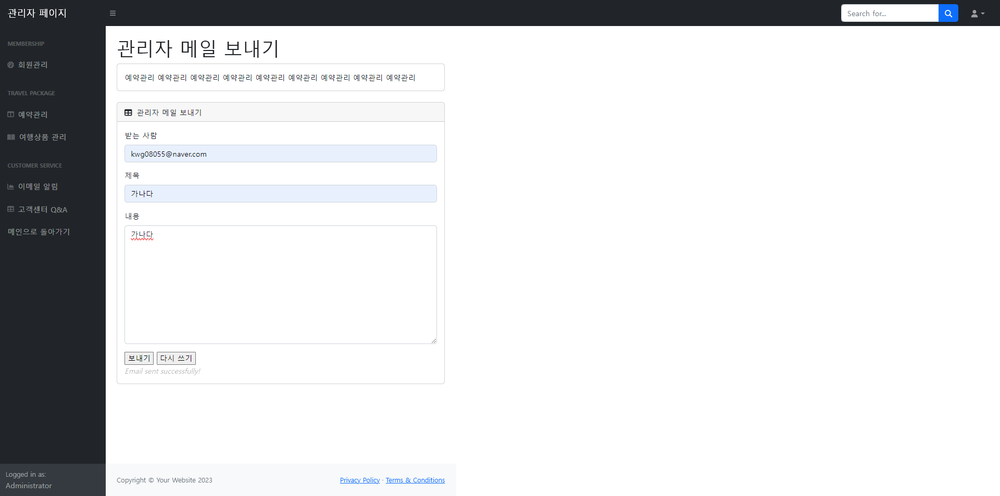 관리자 페이지
Search for...
MEMBERSHIP
회원관리
TRAVEL PACKAGE
예약관리
여행상품 관리
CUSTOMER SERVICE
이메일 알림
고객센터 Q&A
메인으로 돌아가기
Logged in as:
Administrator
관리자 메일 보내기
예약관리 예약관리 예약관리 예약관리 예약관리 예약관리 예약관리 예약관리 예약관리
관리자 메일 보내기
받는 사람
kwg08055@naver.com
제목
가나다
내용
가나다
보내기 다시 쓰기
Email sent successfully!
Copyright © Your Website 2023
Privacy Policy · Terms & Conditions